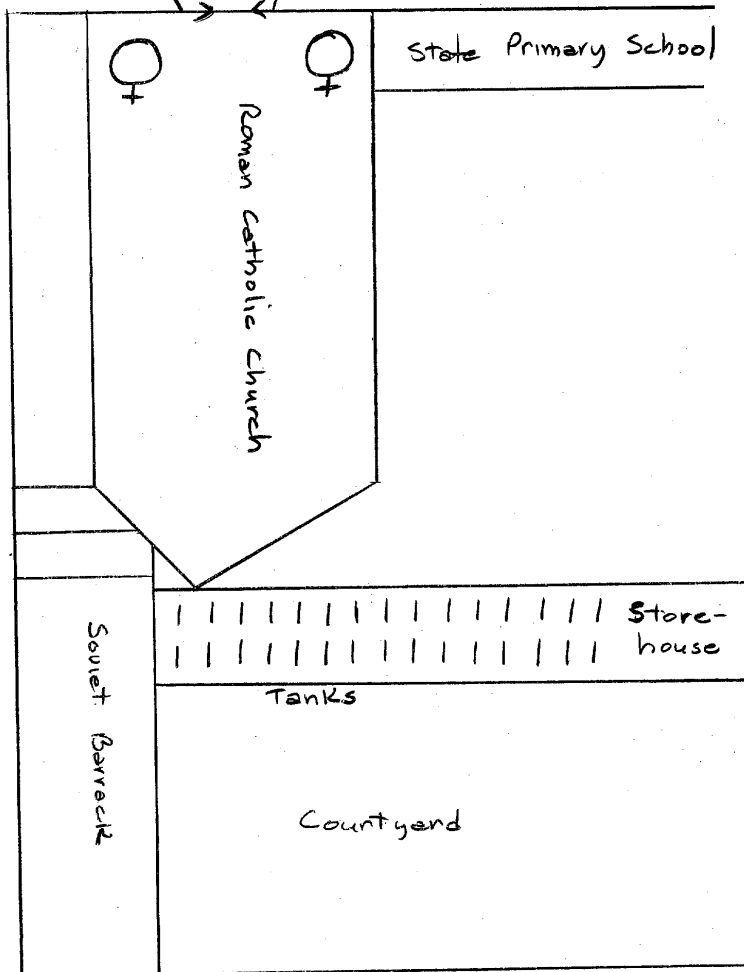 State Primary School
Roman Catholic Church
Store-
house
Tanks
Soviet Barrack
Courtyard